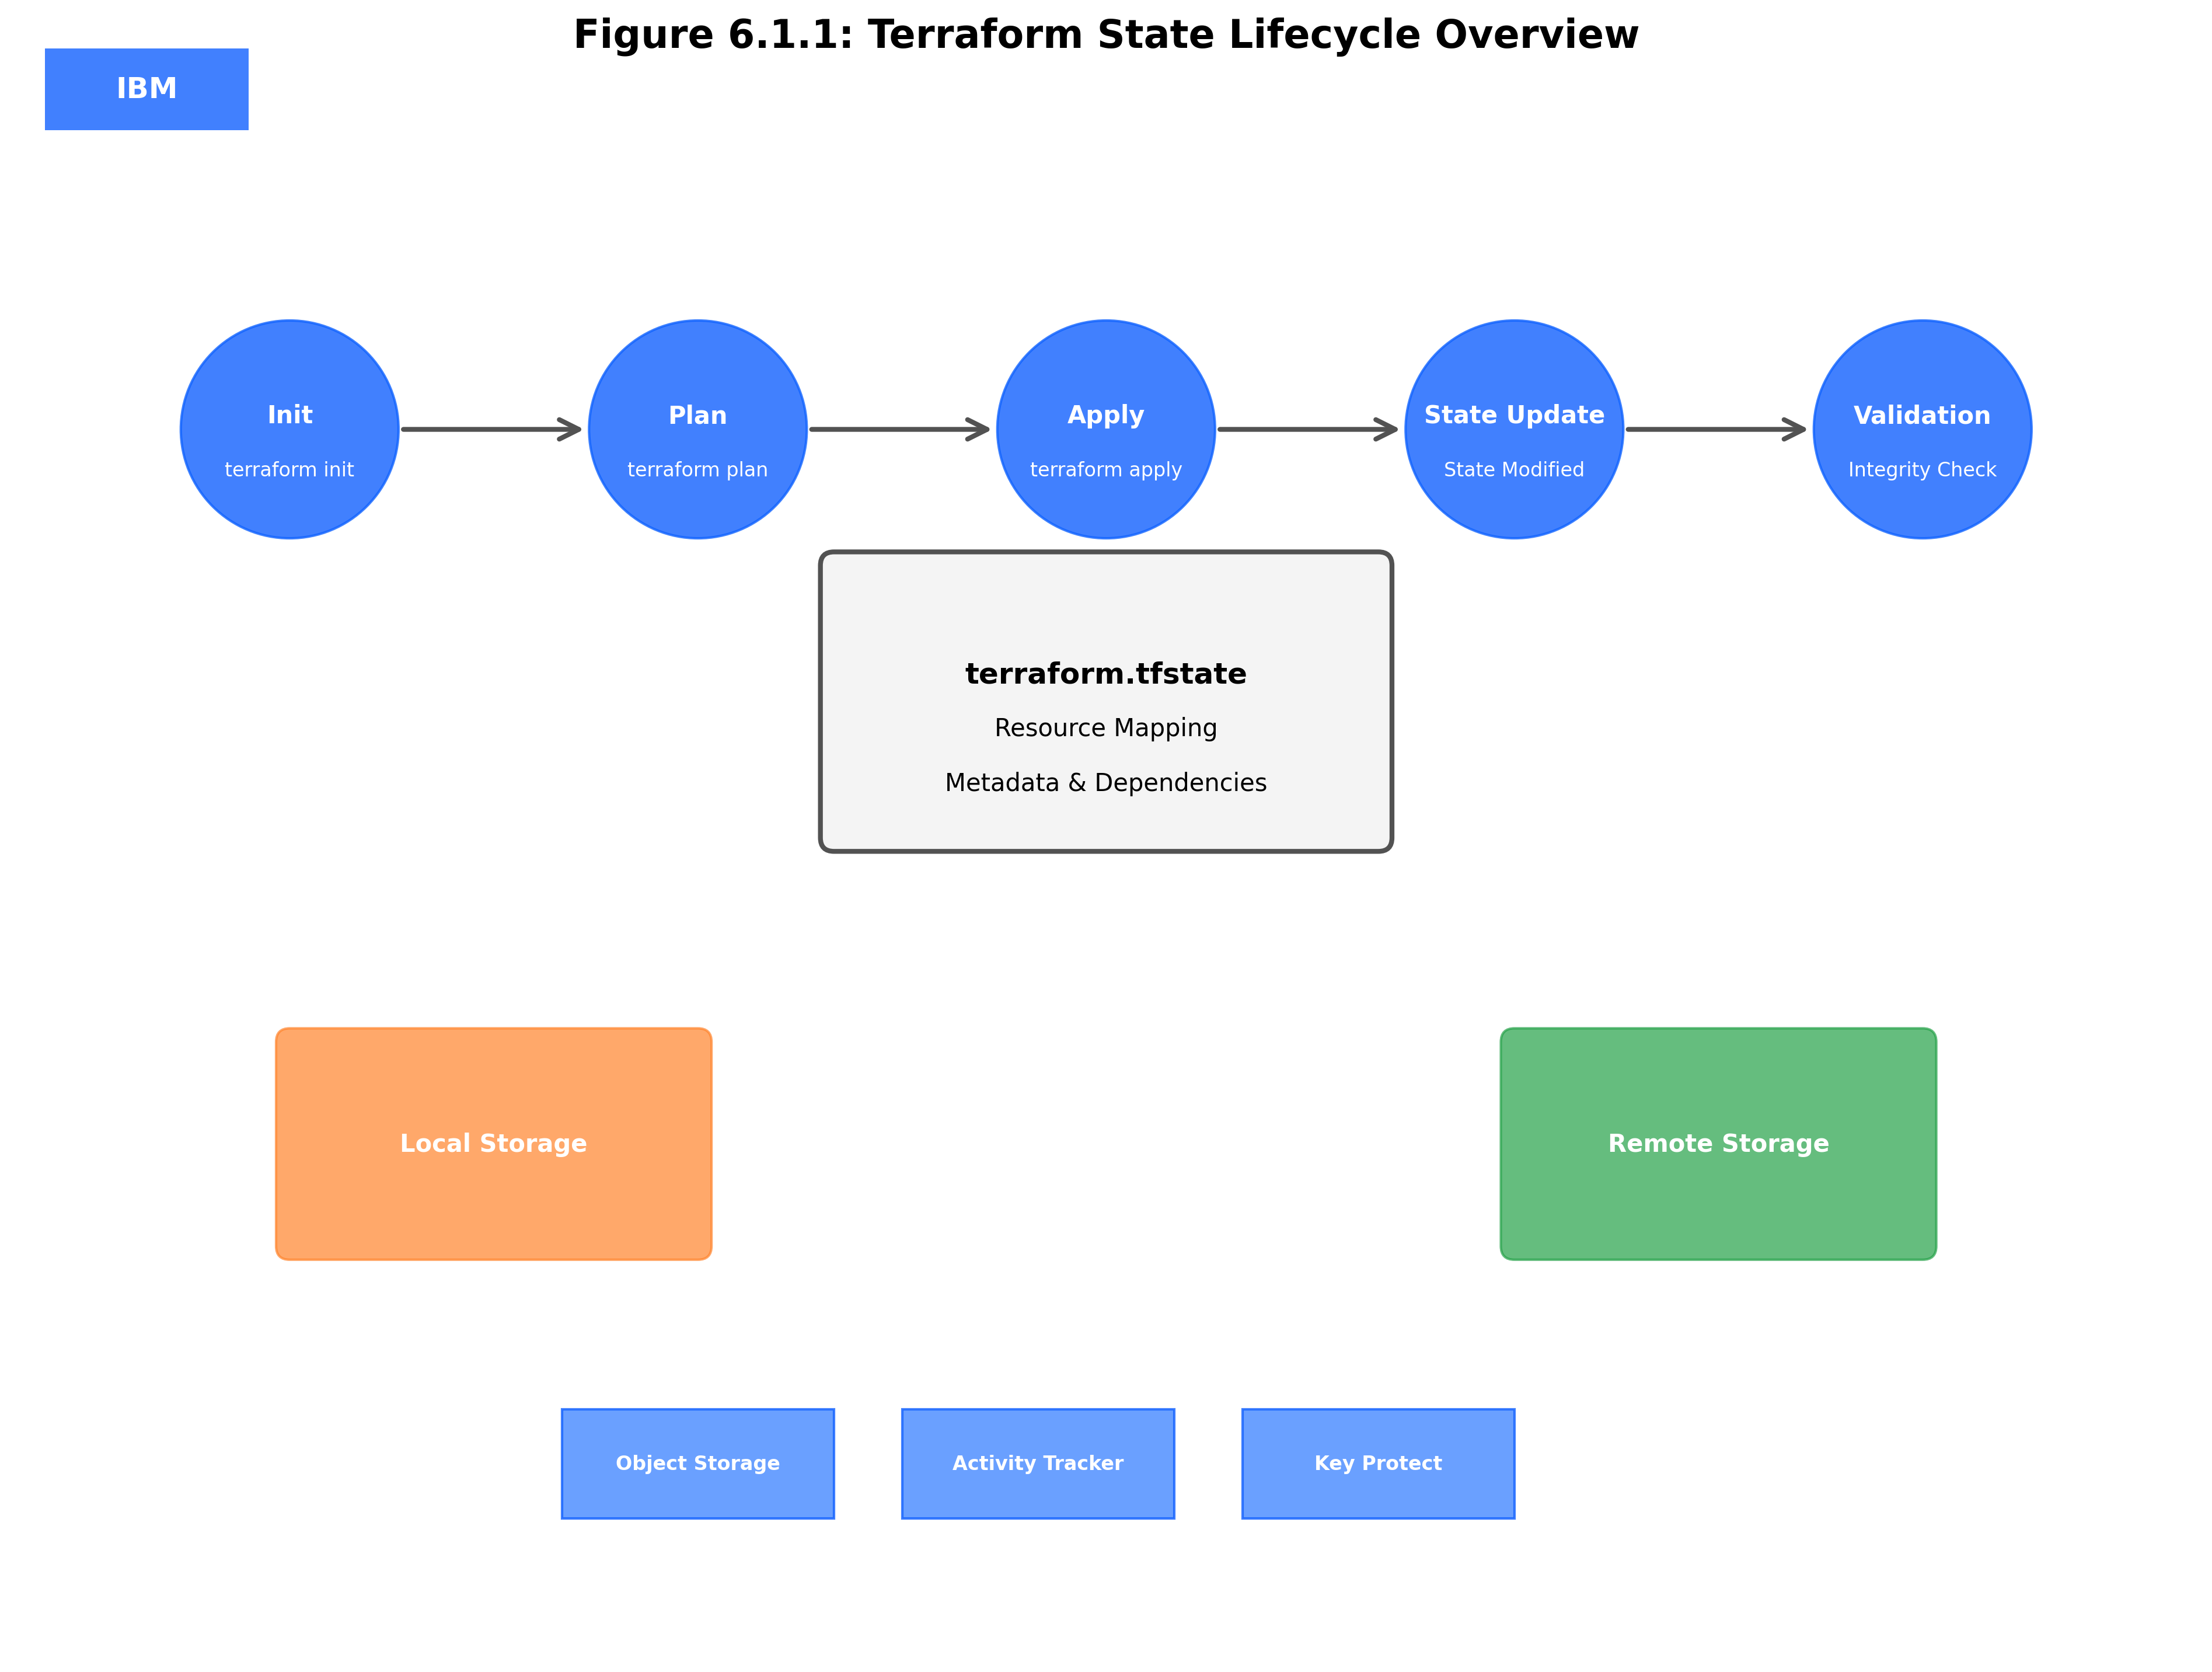 Figure 6.1.1: Terraform State Lifecycle Overview
IBM
Init
terraform init
Plan
terraform plan
Apply
terraform apply
State Update
State Modified
Validation
Integrity Check
terraform.tfstate
Resource Mapping
Metadata & Dependencies
Local Storage
Remote Storage
Object Storage
Activity Tracker
Key Protect